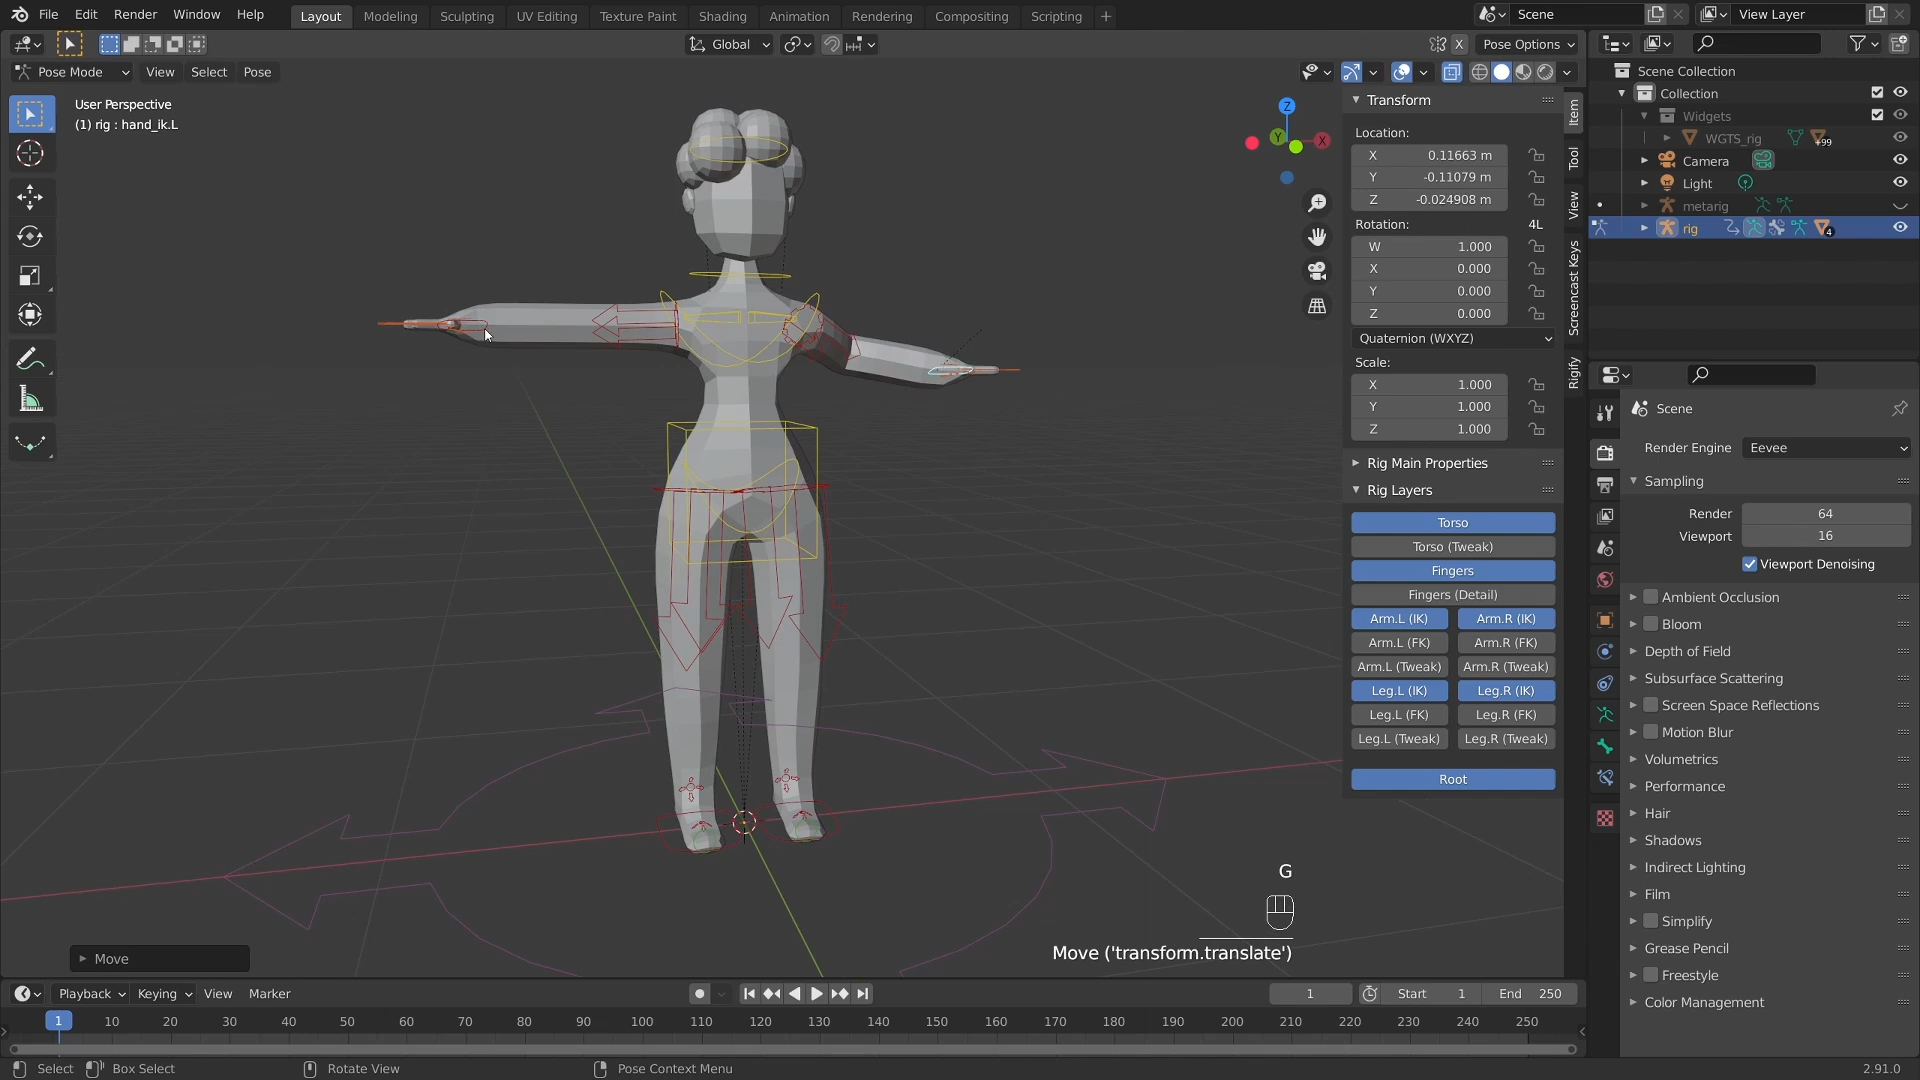 File Edit Render Window Help Layout Modeling Sculpting UV Editing Texture Paint Shading Animation Rendering Compositing Scripting + Scene View Layer
Global X Pose Options
Pose Mode View Select Pose
User Perspective
(1) rig : hand_ik.L
Z
Y
X
Transform
Location:
X 0.11663 m
Y -0.11079 m
Z -0.024908 m
Rotation: 4L
W 1.000
X 0.000
Y 0.000
Z 0.000
Quaternion (WXYZ)
Scale:
X 1.000
Y 1.000
Z 1.000
Rig Main Properties
Rig Layers
Torso
Torso (Tweak)
Fingers
Fingers (Detail)
Arm.L (IK) Arm.R (IK)
Arm.L (FK) Arm.R (FK)
Arm.L (Tweak) Arm.R (Tweak)
Leg.L (IK) Leg.R (IK)
Leg.L (FK) Leg.R (FK)
Leg.L (Tweak) Leg.R (Tweak)
Root
Item
Tool
View
Screencast Keys
Rigify
Scene Collection
Collection
Widgets
WGTS_rig +99
Camera
Light
metarig
rig 4
Scene
Render Engine Eevee
Sampling
Render 64
Viewport 16
Viewport Denoising
Ambient Occlusion
Bloom
Depth of Field
Subsurface Scattering
Screen Space Reflections
Motion Blur
Volumetrics
Performance
Hair
Shadows
Indirect Lighting
Film
Simplify
Grease Pencil
Freestyle
Color Management
G
Move ('transform.translate')
Move
Playback Keying View Marker 1 Start 1 End 250
1 10 20 30 40 50 60 70 80 90 100 110 120 130 140 150 160 170 180 190 200 210 220 230 240 250
Select Box Select Rotate View Pose Context Menu 2.91.0